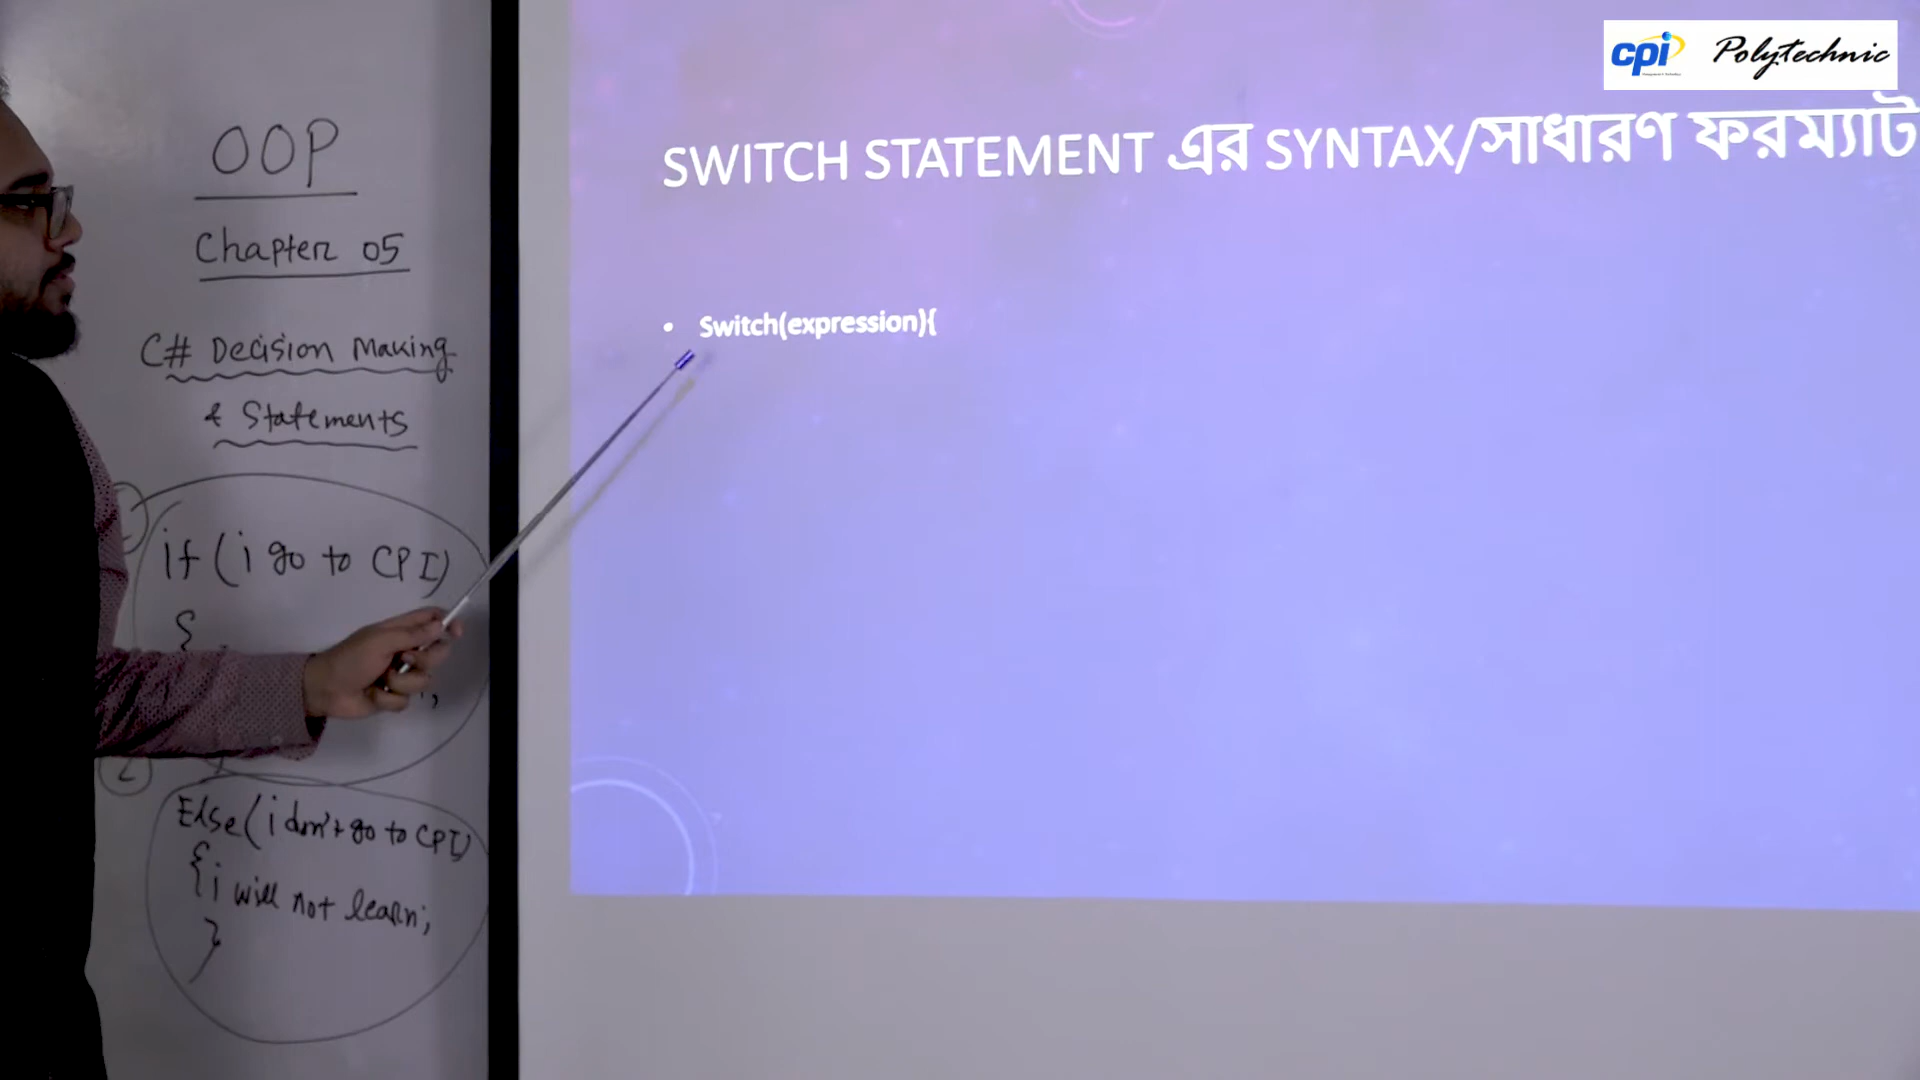 OOP
Chapter 05
C# Decision Making
& Statements
if (i go to CPI)
{
2
Else (i don't go to CPI)
{i will not learn;
}
cpi Polytechnic
SWITCH STATEMENT এর SYNTAX/সাধারণ ফরম্যাট
• Switch(expression){